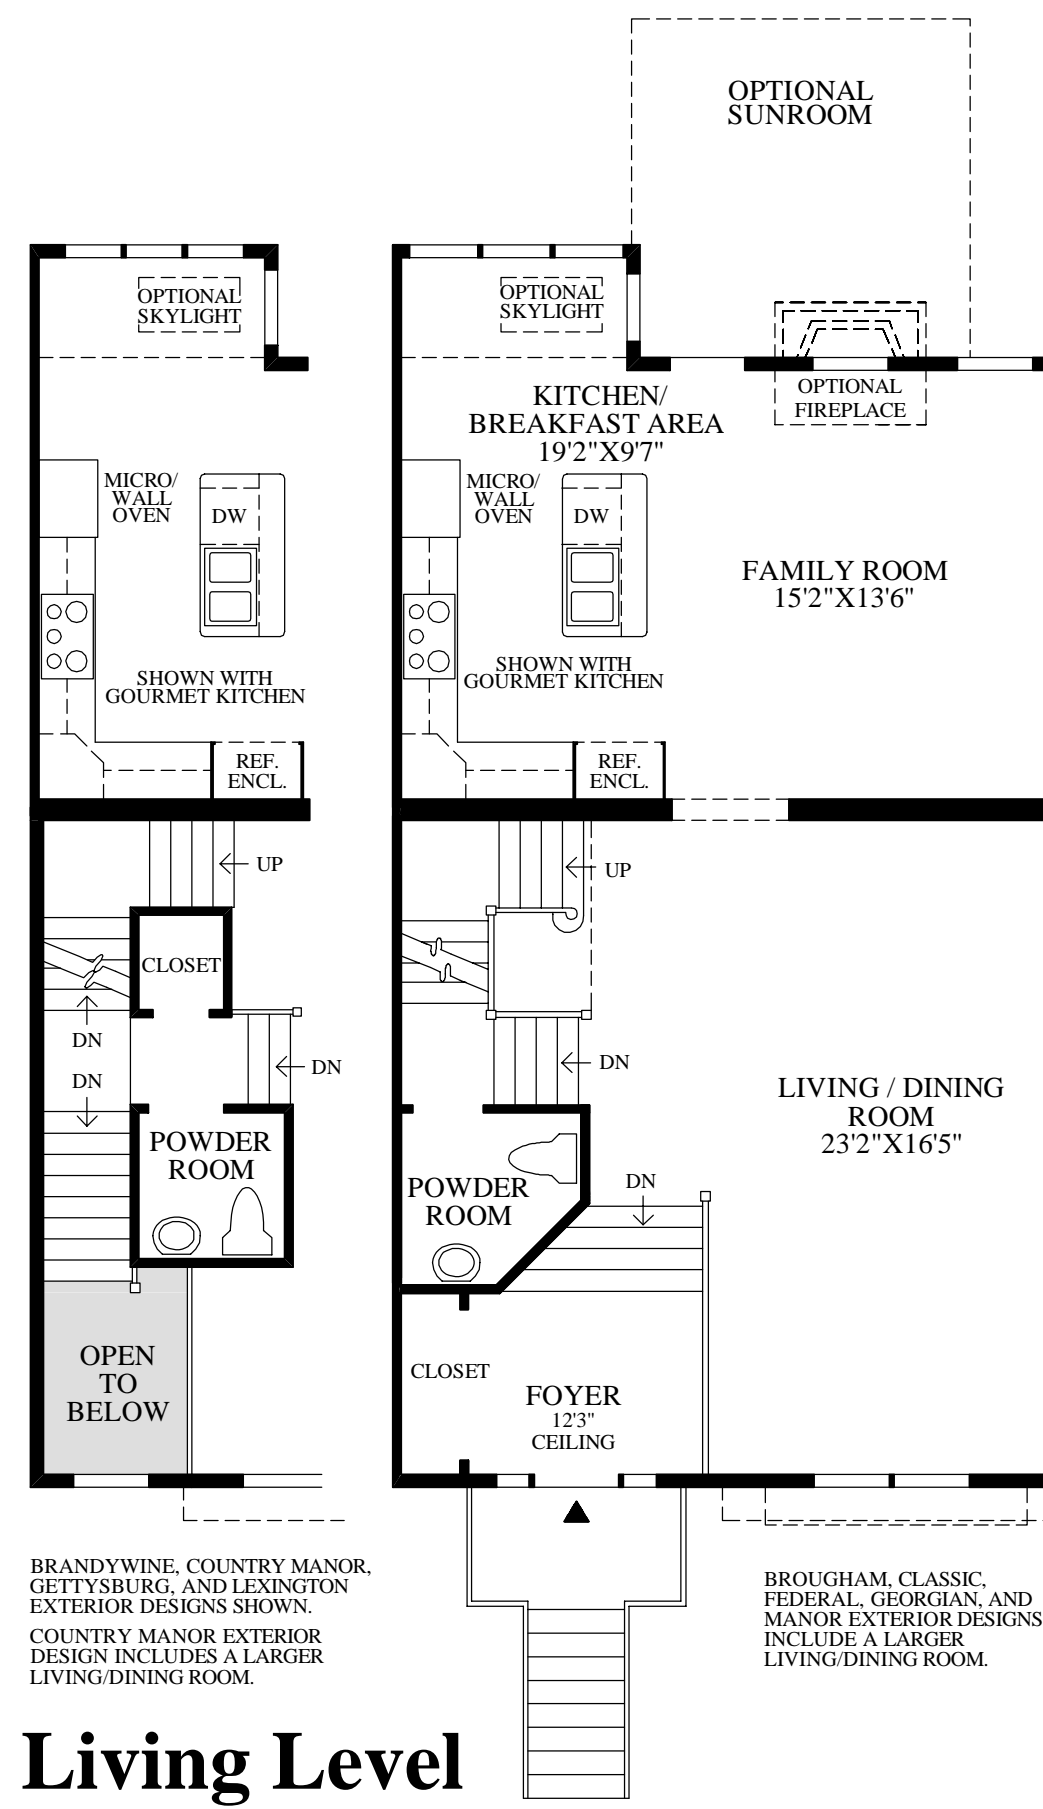 OPTIONAL
SUNROOM
OPTIONAL
SKYLIGHT
MICRO/
WALL
OVEN
DW
SHOWN WITH
GOURMET KITCHEN
REF.
ENCL.
UP
CLOSET
DN
DN
DN
POWDER
ROOM
OPEN
TO
BELOW
BRANDYWINE, COUNTRY MANOR,
GETTYSBURG, AND LEXINGTON
EXTERIOR DESIGNS SHOWN.
COUNTRY MANOR EXTERIOR
DESIGN INCLUDES A LARGER
LIVING/DINING ROOM.
OPTIONAL
SKYLIGHT
KITCHEN/
BREAKFAST AREA
19'2"X9'7"
OPTIONAL
FIREPLACE
MICRO/
WALL
OVEN
DW
FAMILY ROOM
15'2"X13'6"
SHOWN WITH
GOURMET KITCHEN
REF.
ENCL.
UP
DN
LIVING / DINING
ROOM
23'2"X16'5"
POWDER
ROOM
DN
CLOSET
FOYER
12'3"
CEILING
BROUGHAM, CLASSIC,
FEDERAL, GEORGIAN, AND
MANOR EXTERIOR DESIGNS
INCLUDE A LARGER
LIVING/DINING ROOM.
Living Level